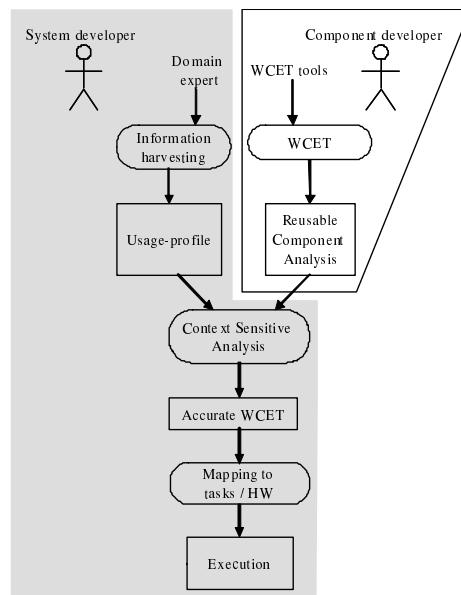 System developer
Component developer
Domain
expert
WCET tools
Information
harvesting
WCET
Usage-profile
Reusable
Component
Analysis
Context Sensitive
Analysis
Accurate WCET
Mapping to
tasks / HW
Execution